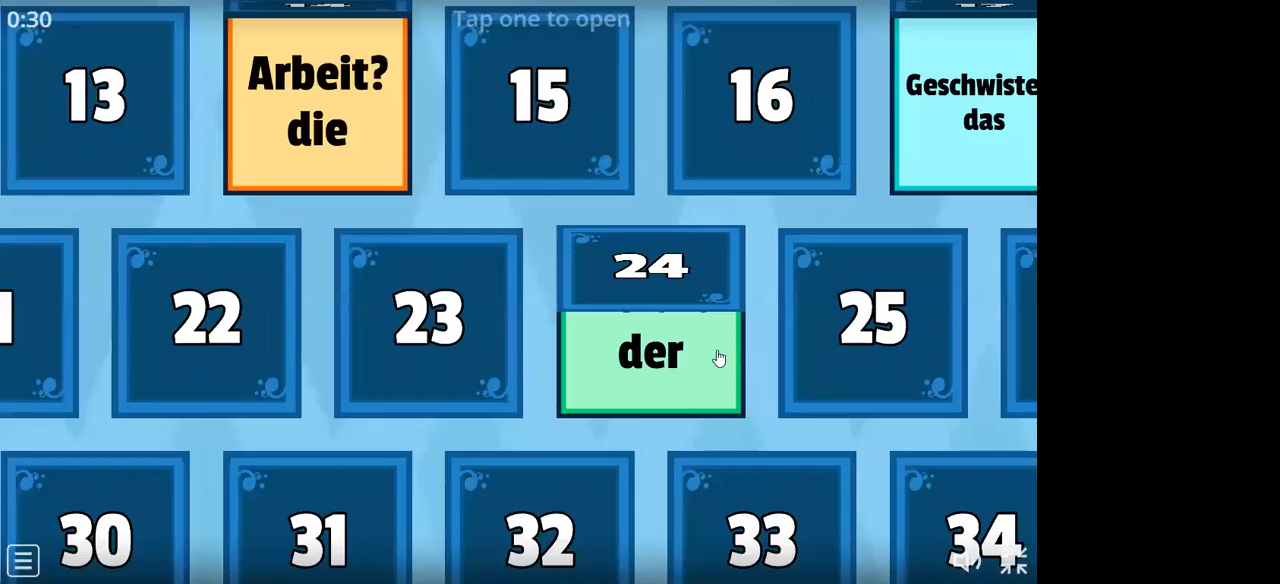 0:30
Tap one to open
13
Arbeit?
die
15
16
Geschwiste
das
22
23
24
der
25
30
31
32
33
34